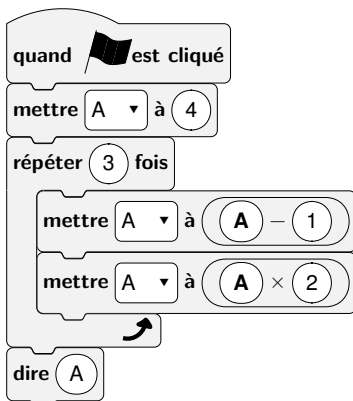 quand est cliqué
mettre A ▼ à 4
répéter 3 fois
mettre A ▼ à A − 1
mettre A ▼ à A × 2
dire A